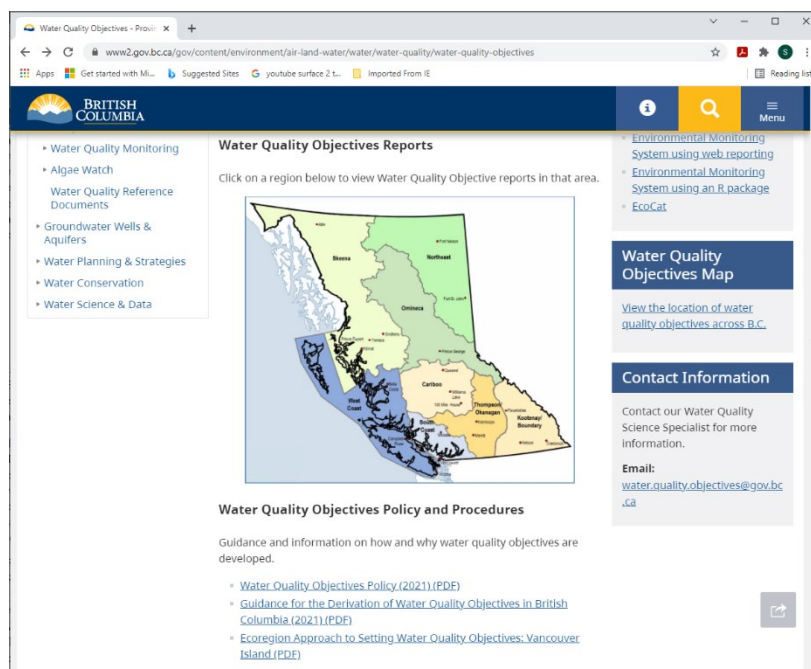 Water Quality Objectives - Provin
www2.gov.bc.ca/gov/content/environment/air-land-water/water/water-quality/water-quality-objectives
Apps Get started with Mi... Suggested Sites youtube surface 2 t... Imported From IE Reading list
BRITISH
COLUMBIA
Menu
Water Quality Monitoring
Algae Watch
Water Quality Reference
Documents
Groundwater Wells &
Aquifers
Water Planning & Strategies
Water Conservation
Water Science & Data
Water Quality Objectives Reports
Click on a region below to view Water Quality Objective reports in that area.
Skeena
Northeast
Omineca
Cariboo
West
Coast
South
Coast
Thompson/
Okanagan
Kootenay/
Boundary
Water Quality Objectives Policy and Procedures
Guidance and information on how and why water quality objectives are
developed.
Water Quality Objectives Policy (2021) (PDF)
Guidance for the Derivation of Water Quality Objectives in British
Columbia (2021) (PDF)
Ecoregion Approach to Setting Water Quality Objectives: Vancouver
Island (PDF)
Environmental Monitoring
System using web reporting
Environmental Monitoring
System using an R package
EcoCat
Water Quality
Objectives Map
View the location of water
quality objectives across B.C.
Contact Information
Contact our Water Quality
Science Specialist for more
information.
Email:
water.quality.objectives@gov.bc
.ca